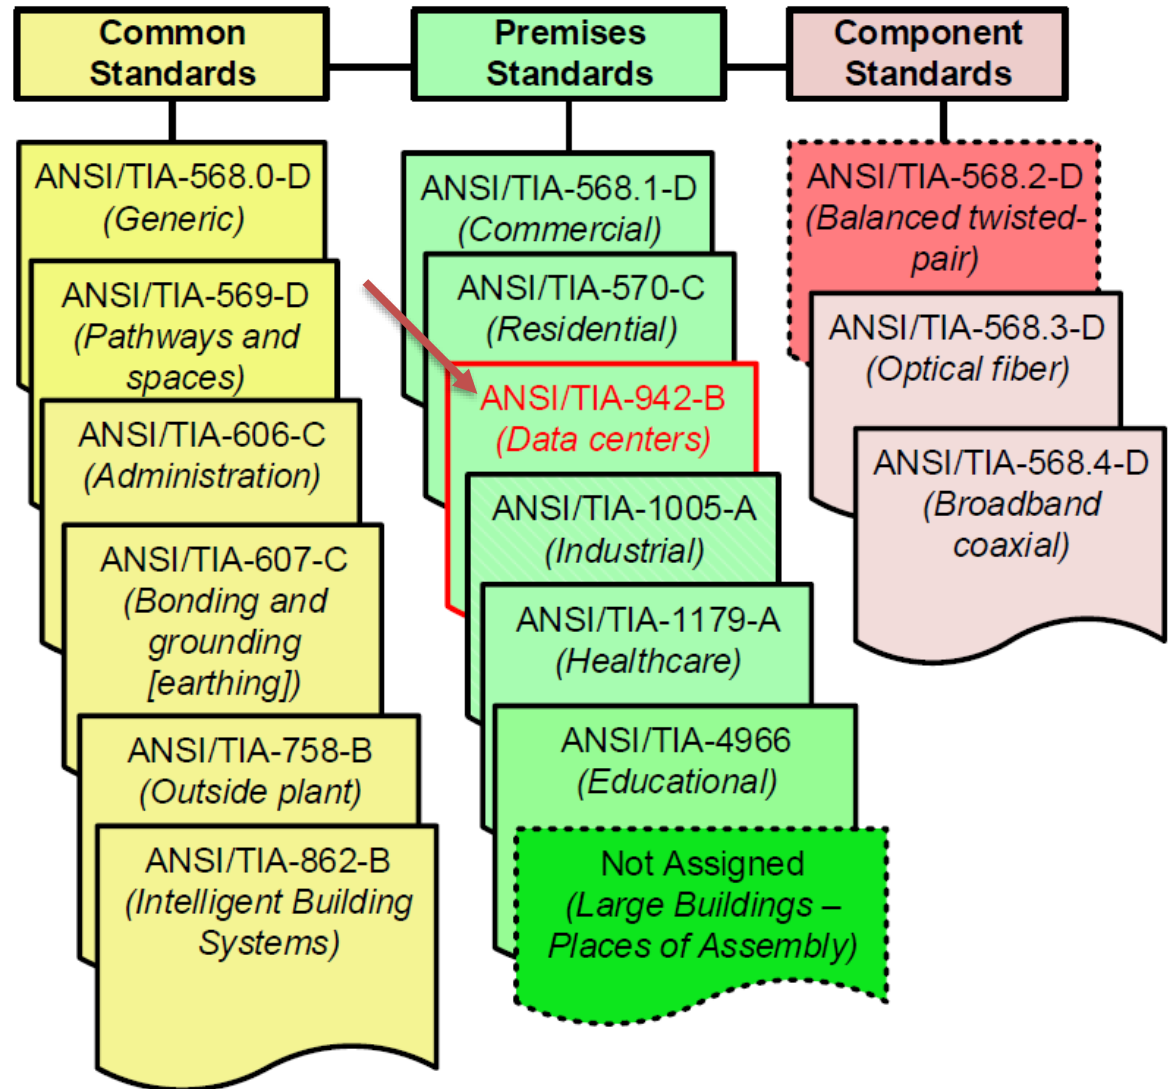 Common
Standards
Premises
Standards
Component
Standards
ANSI/TIA-568.0-D
(Generic)
ANSI/TIA-569-D
(Pathways and
spaces)
ANSI/TIA-606-C
(Administration)
ANSI/TIA-607-C
(Bonding and
grounding
[earthing])
ANSI/TIA-758-B
(Outside plant)
ANSI/TIA-862-B
(Intelligent Building
Systems)
ANSI/TIA-568.1-D
(Commercial)
ANSI/TIA-570-C
(Residential)
ANSI/TIA-942-B
(Data centers)
ANSI/TIA-1005-A
(Industrial)
ANSI/TIA-1179-A
(Healthcare)
ANSI/TIA-4966
(Educational)
Not Assigned
(Large Buildings –
Places of Assembly)
ANSI/TIA-568.2-D
(Balanced twisted-
pair)
ANSI/TIA-568.3-D
(Optical fiber)
ANSI/TIA-568.4-D
(Broadband
coaxial)